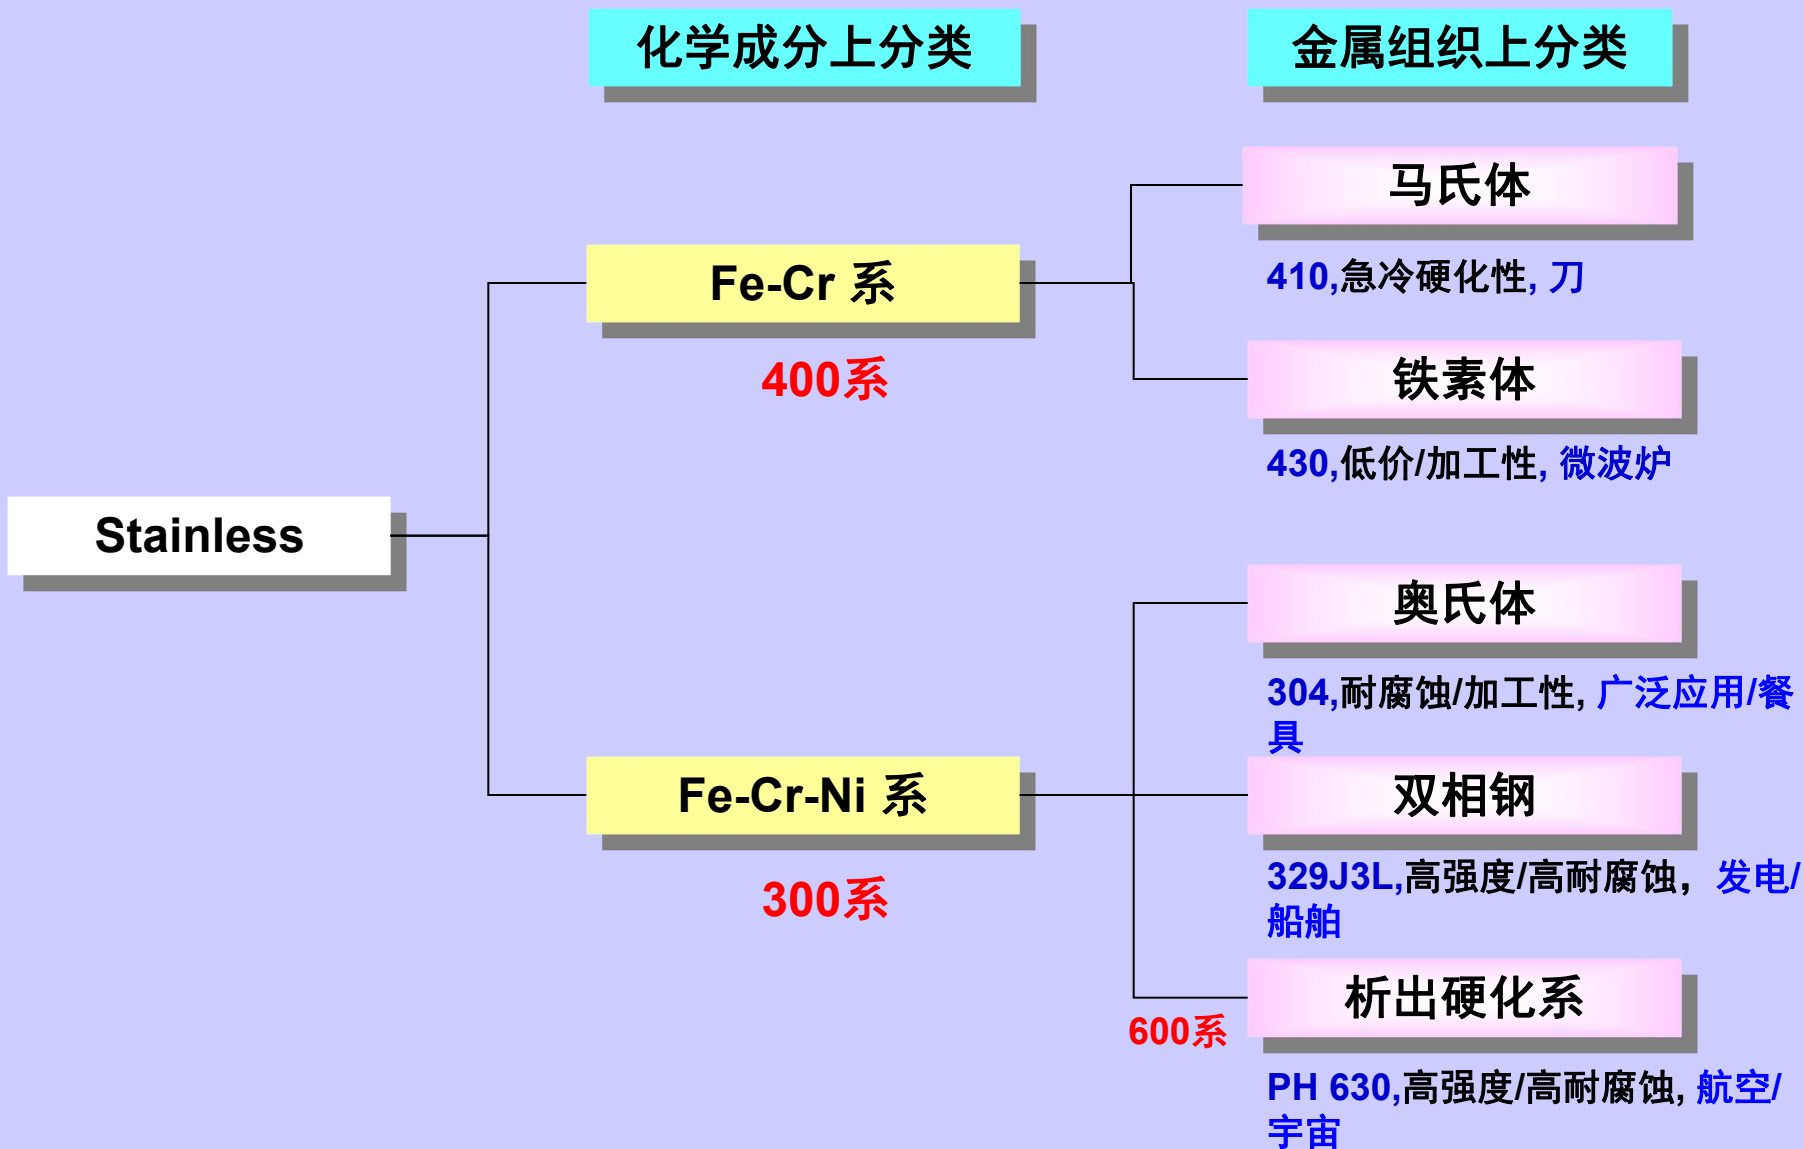 化学成分上分类
金属组织上分类
马氏体
Fe-Cr 系
410,急冷硬化性, 刀
400系
铁素体
430,低价/加工性, 微波炉
Stainless
奥氏体
304,耐腐蚀/加工性, 广泛应用/餐
具
Fe-Cr-Ni 系
双相钢
300系
329J3L,高强度/高耐腐蚀，发电/
船舶
析出硬化系
600系
PH 630,高强度/高耐腐蚀, 航空/
宇宙